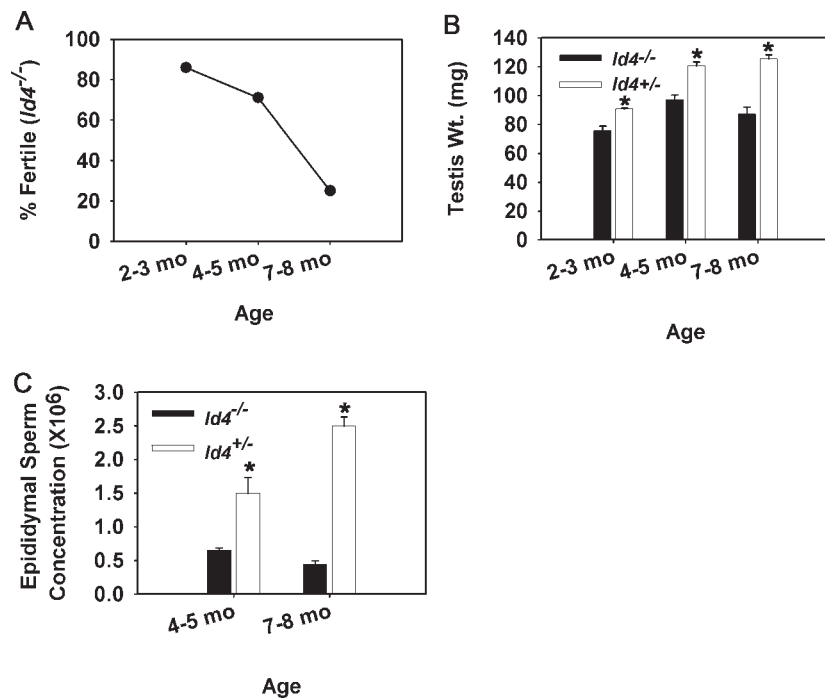 A
100
80
60
40
20
0
% Fertile (Id4-/-)
2-3 mo
4-5 mo
7-8 mo
Age
B
140
120
100
80
60
40
20
0
Testis Wt. (mg)
Id4-/-
Id4+/-
*
*
*
2-3 mo
4-5 mo
7-8 mo
Age
C
3.0
2.5
2.0
1.5
1.0
0.5
0.0
Epididymal Sperm
Concentration (X10⁶)
Id4-/-
Id4+/-
*
*
4-5 mo
7-8 mo
Age